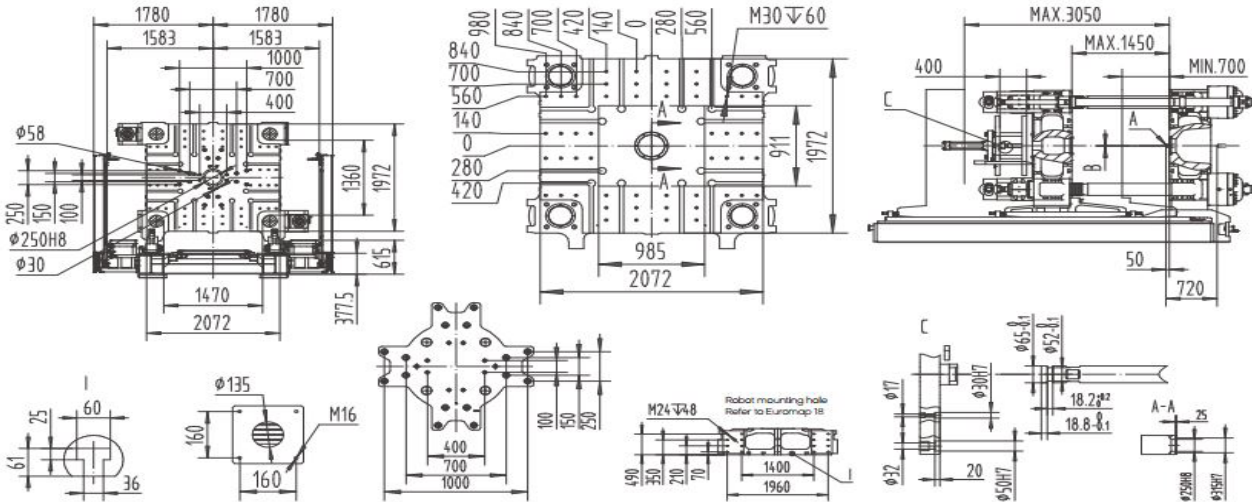 1780
1780
1583
1583
1000
700
400
Φ58
250
150
100
Φ250H8
Φ30
1360
1972
615
377.5
1470
2072
980
840
700
420
140
0
280
560
M30↧60
840
700
560
140
0
280
420
A
A
911
1972
985
2072
MAX.3050
MAX.1450
MIN.700
400
C
A
B
50
720
I
25
60
61
36
Φ135
M16
160
160
100
150
250
400
700
1000
Robot mounting hole
Refer to Euromap 18
M24↧48
490
350
210
70
1400
1960
I
C
Φ17
Φ32
Φ30H7
Φ50H7
20
Φ65-0.1
Φ52-0.1
18.2
18.8-0.1
A-A
25
Φ250H8
Φ315H7